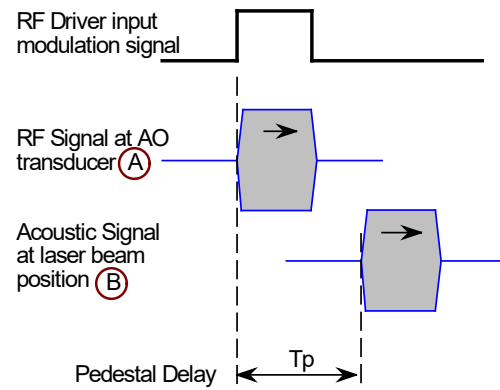 RF Driver input
modulation signal
RF Signal at AO
transducer A
Acoustic Signal
at laser beam
position B
Pedestal Delay
Tp